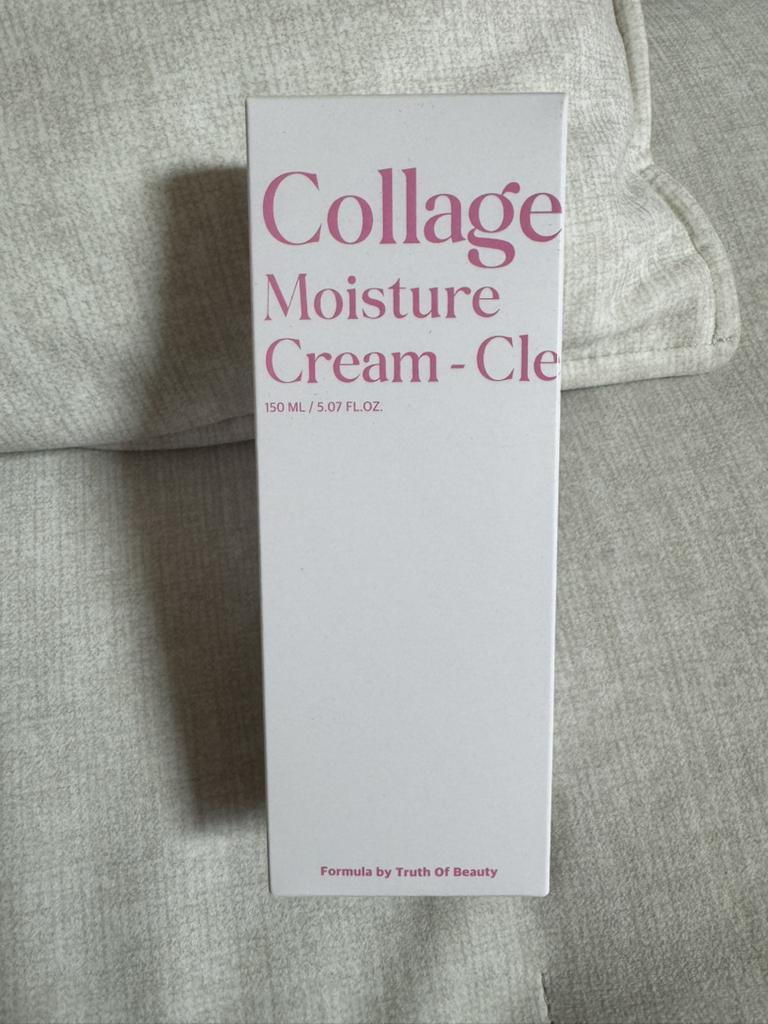 Collage
Moisture
Cream - Cle
150 ML / 5.07 FL.OZ.
Formula by Truth Of Beauty